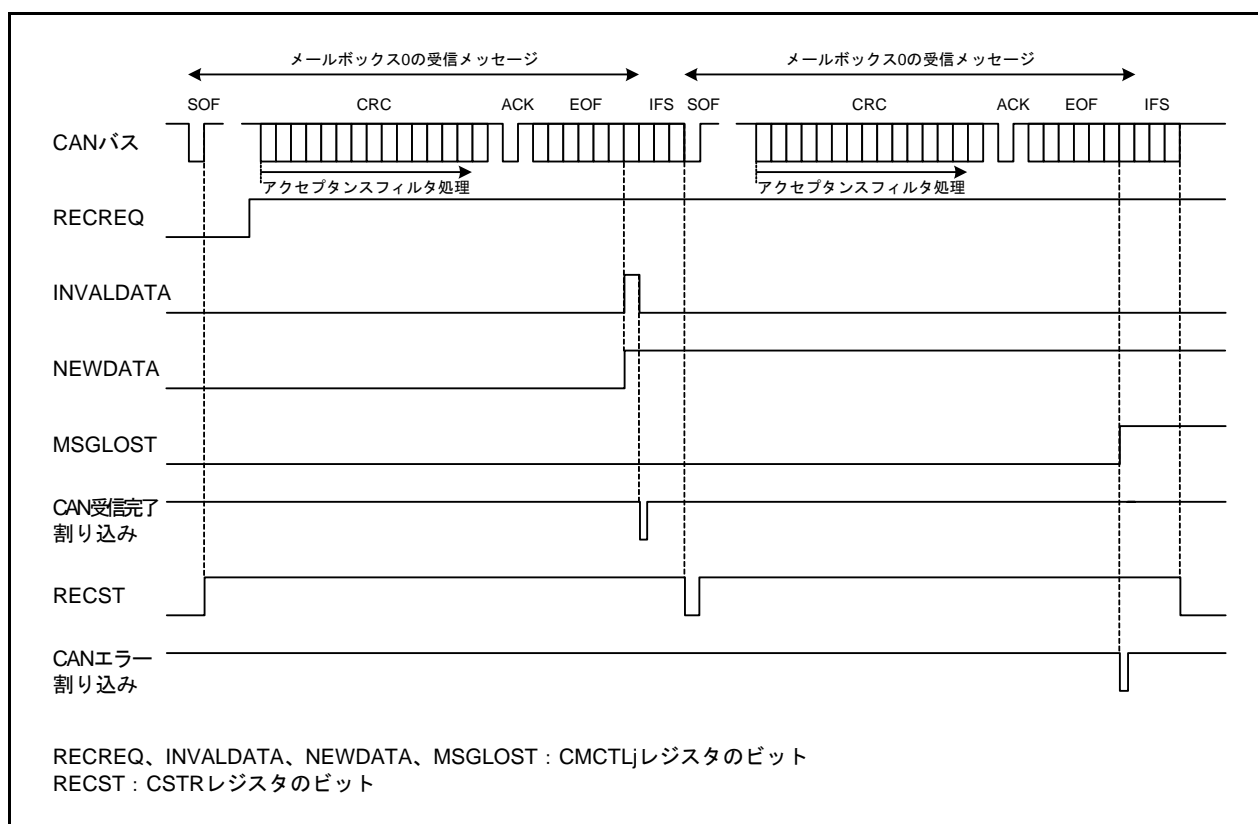 メールボックス0の受信メッセージ メールボックス0の受信メッセージ
SOF CRC ACK EOF IFS SOF CRC ACK EOF IFS
CANバス
アクセプタンスフィルタ処理 アクセプタンスフィルタ処理
RECREQ
INVALDATA
NEWDATA
MSGLOST
CAN受信完了
割り込み
RECST
CANエラー
割り込み
RECREQ、INVALDATA、NEWDATA、MSGLOST：CMCTLjレジスタのビット
RECST：CSTRレジスタのビット